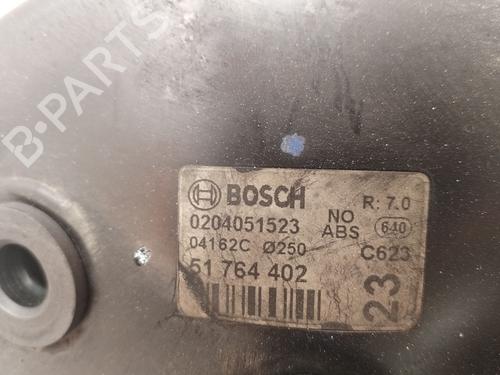 B-PARTS
BOSCH
R: 7.0
0204051523
NO
ABS
640
04162C Ø250
C623
51 764 402
23